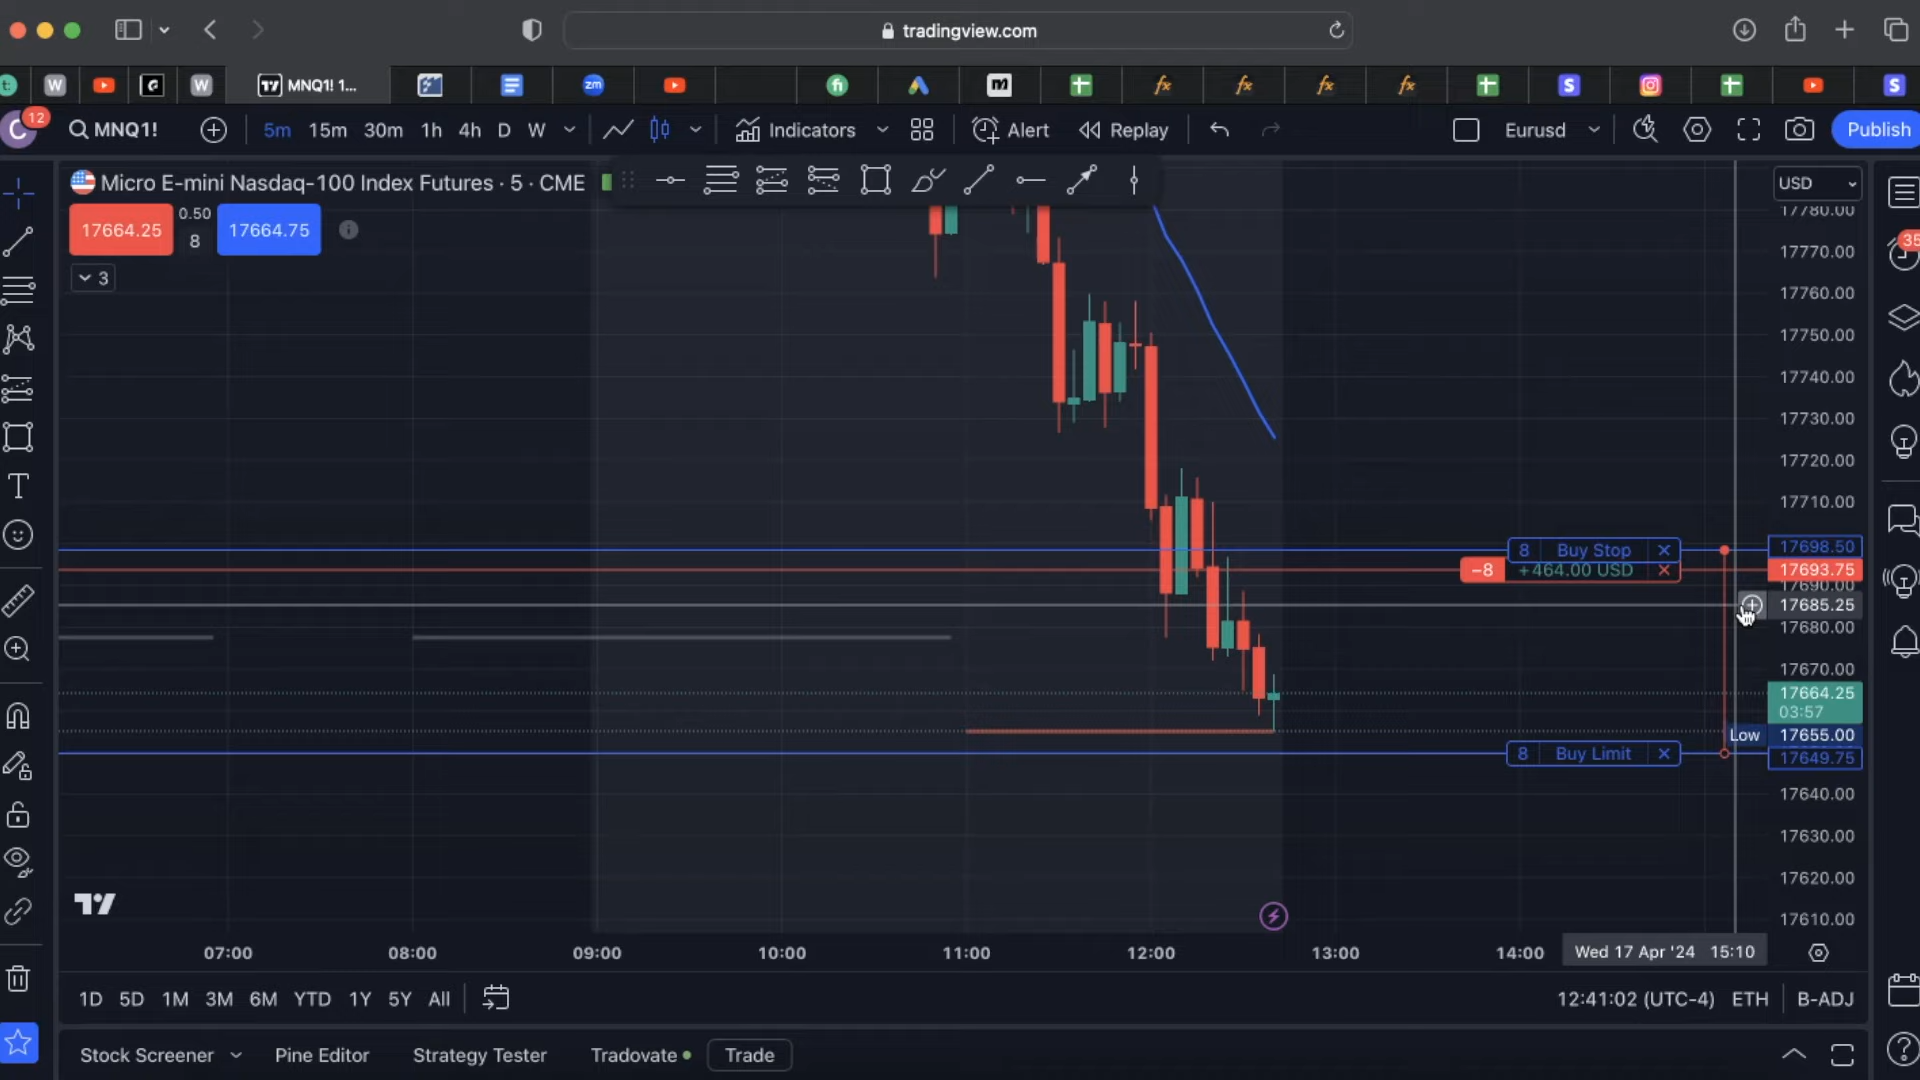 tradingview.com
MNQ1! 1...
C 12 MNQ1! 5m 15m 30m 1h 4h D W Indicators Alert Replay Eurusd Publish
Micro E-mini Nasdaq-100 Index Futures · 5 · CME
USD
17664.25 0.50 17664.75
8
3
35
17780.00
17770.00
17760.00
17750.00
17740.00
17730.00
17720.00
17710.00
8 Buy Stop 17698.50
−8 +464.00 USD 17693.75
17690.00
17685.25
17680.00
17670.00
17664.25
03:57
Low 17655.00
8 Buy Limit 17649.75
17640.00
17630.00
17620.00
17610.00
07:00 08:00 09:00 10:00 11:00 12:00 13:00 14:00 Wed 17 Apr '24 15:10
1D 5D 1M 3M 6M YTD 1Y 5Y All 12:41:02 (UTC-4) ETH B-ADJ
Stock Screener Pine Editor Strategy Tester Tradovate Trade